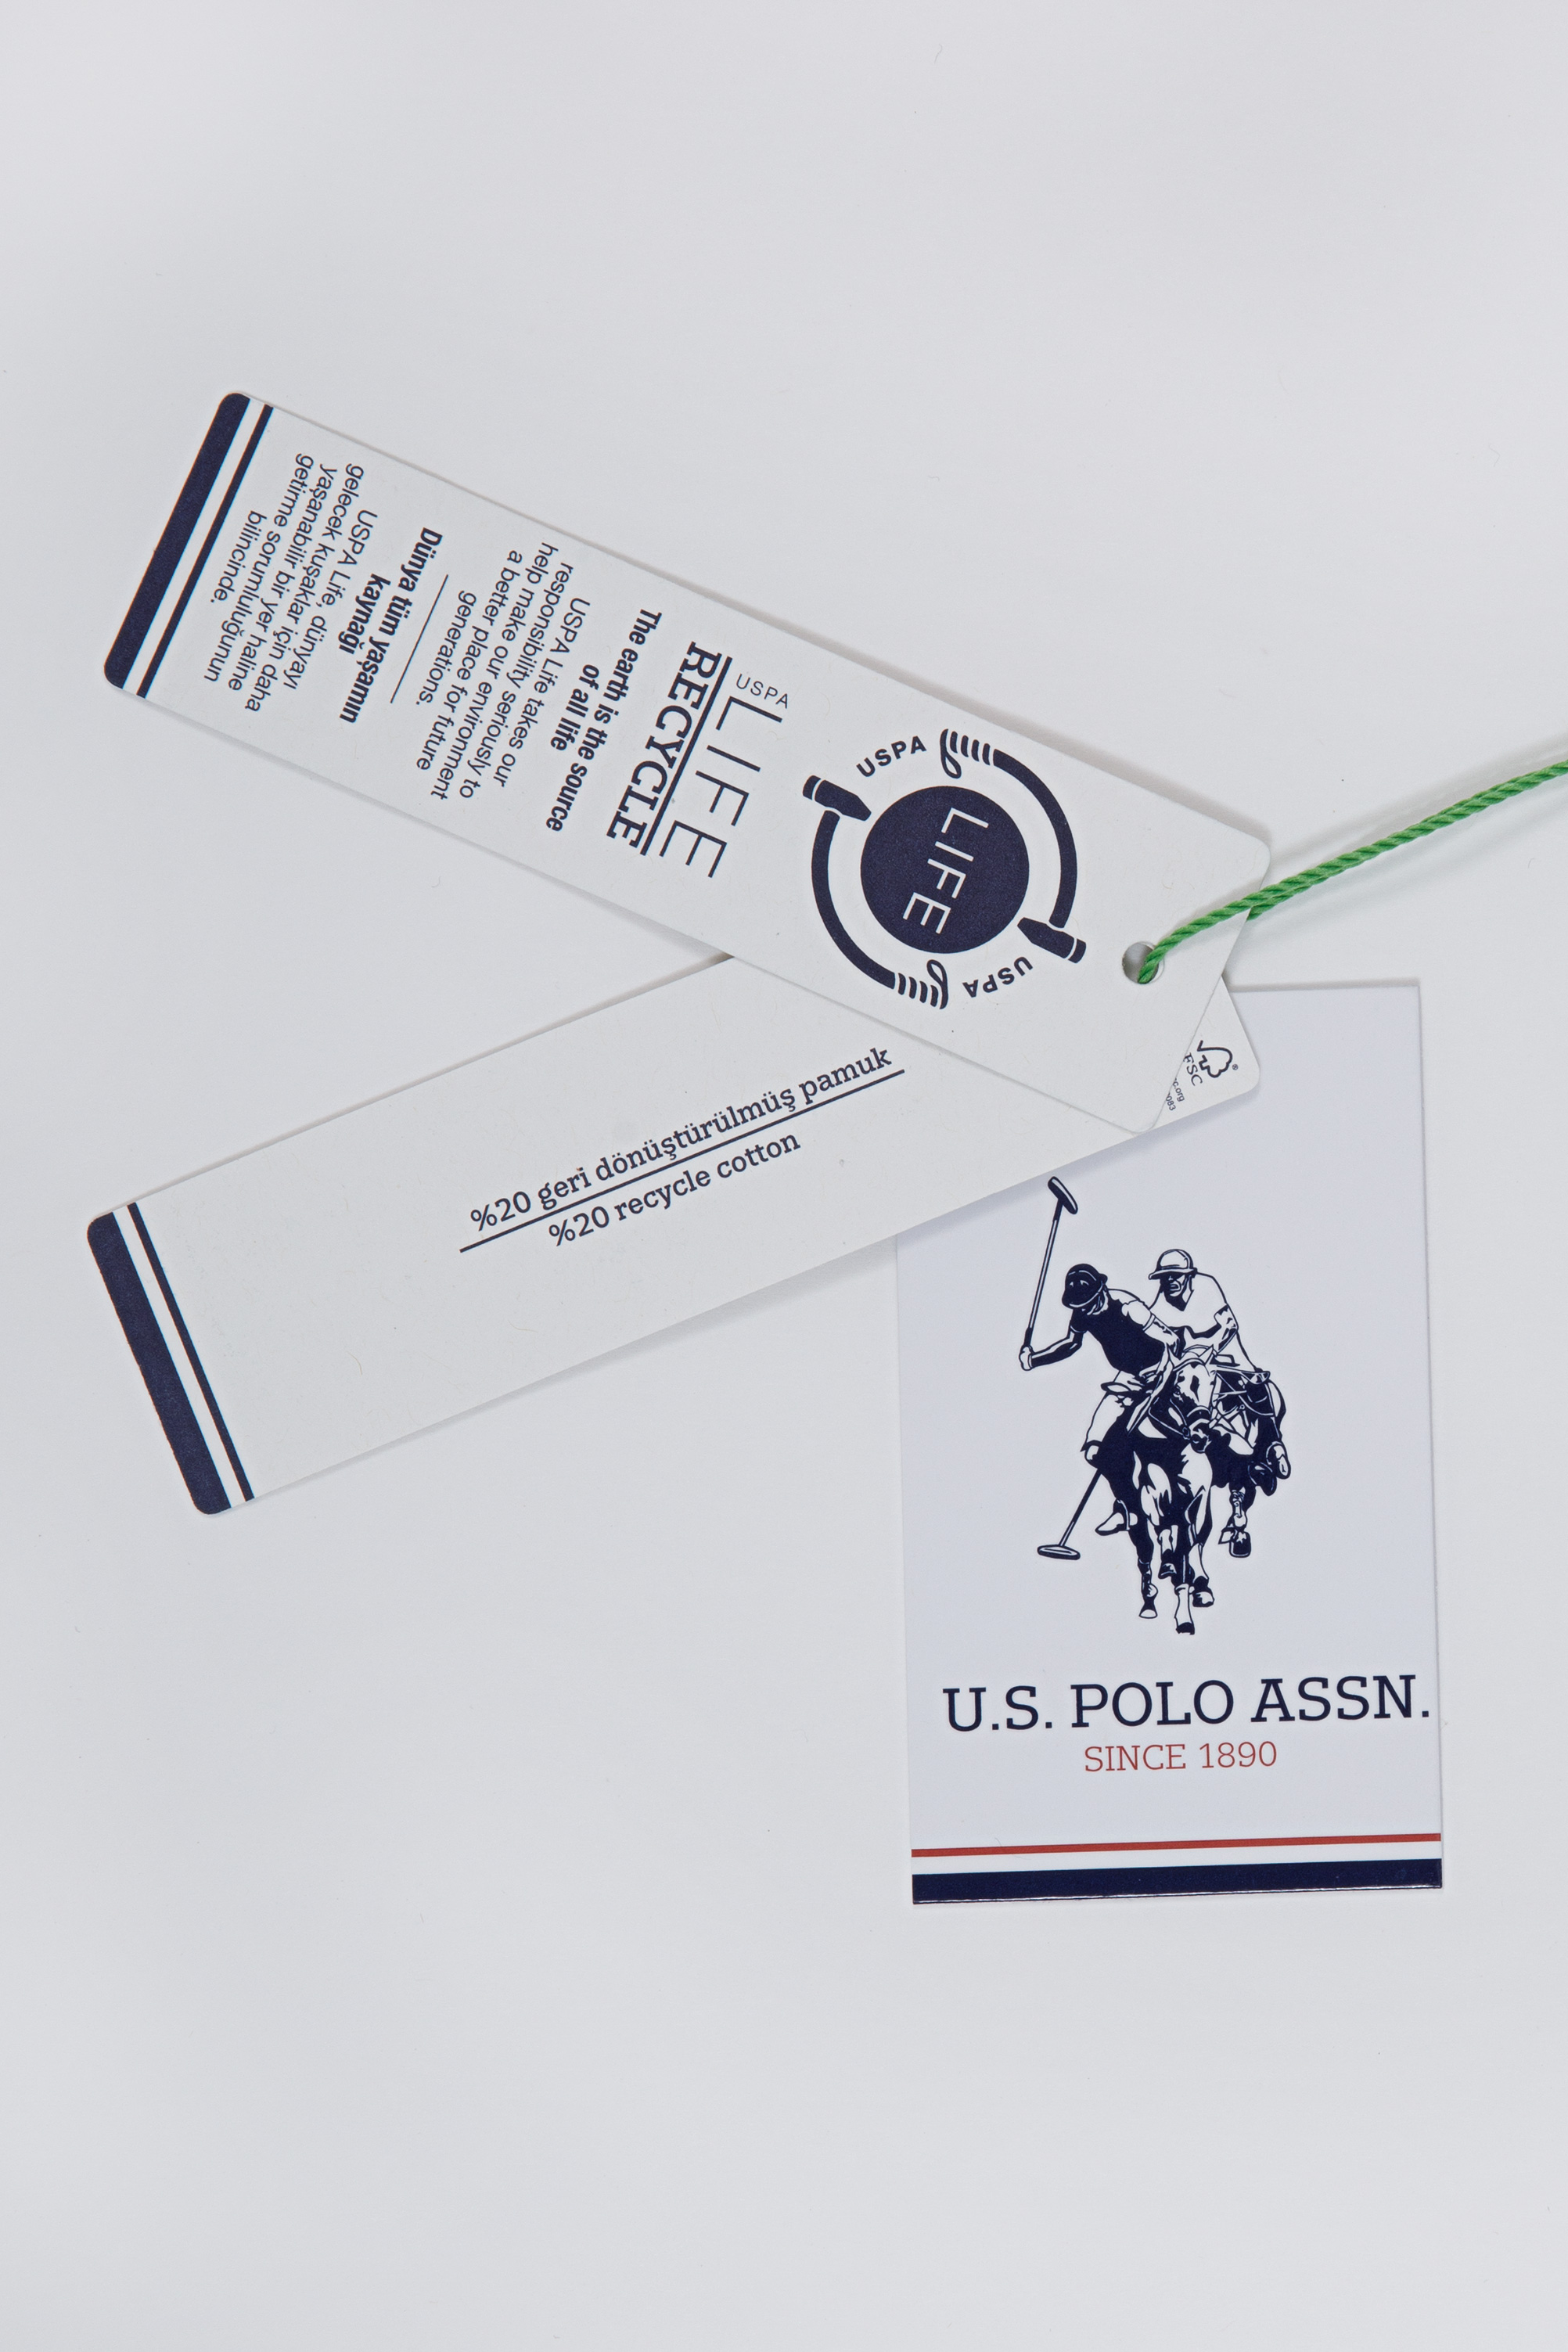 USPA
LIFE
USPA
USPA
LIFE
RECYCLE
The earth is the source
of all life
USPA Life takes our
responsibility seriously to
help make our environment
a better place for future
generations.
Dünya tüm yaşamın
kaynağı
USPA Life, dünyayı
gelecek kuşaklar için daha
yaşanabilir bir yer haline
getirme sorumluluğunun
bilincinde.
%20 geri dönüştürülmüş pamuk
%20 recycle cotton
FSC
U.S. POLO ASSN.
SINCE 1890